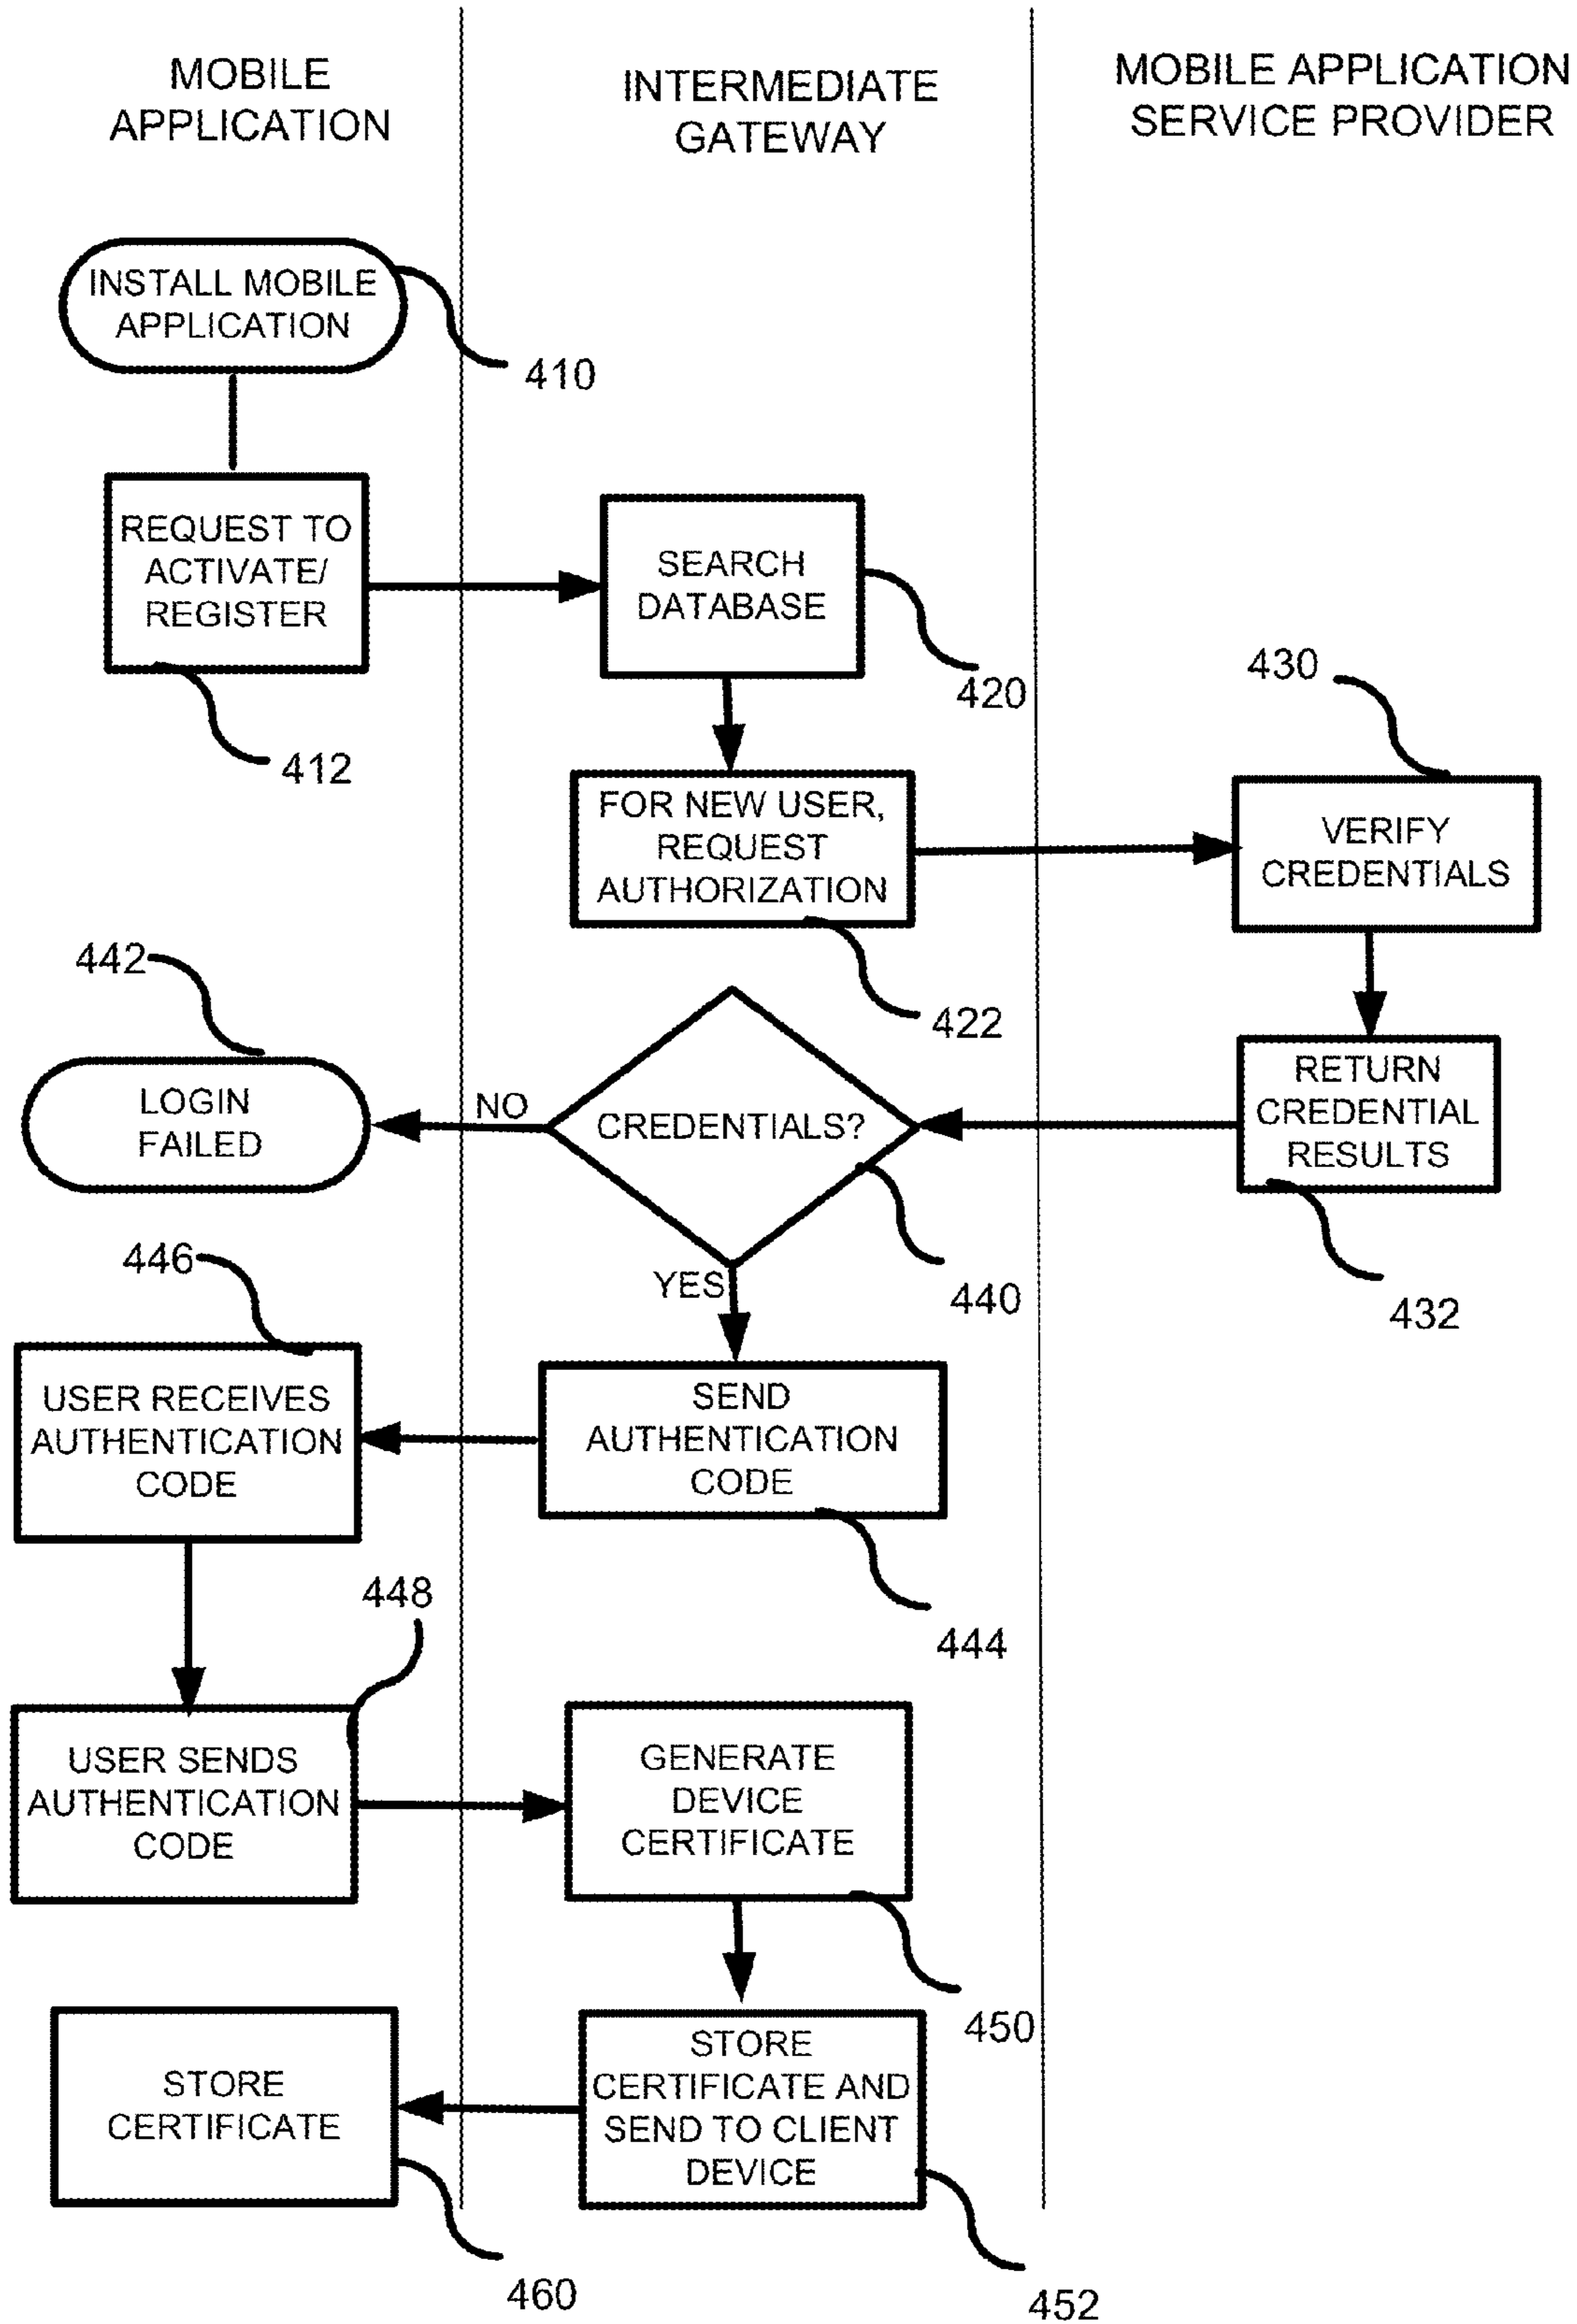 MOBILE
APPLICATION
INTERMEDIATE
GATEWAY
MOBILE APPLICATION
SERVICE PROVIDER
INSTALL MOBILE
APPLICATION
410
REQUEST TO
ACTIVATE/
REGISTER
412
SEARCH
DATABASE
420
FOR NEW USER,
REQUEST
AUTHORIZATION
422
430
VERIFY
CREDENTIALS
RETURN
CREDENTIAL
RESULTS
432
CREDENTIALS?
440
NO
442
LOGIN
FAILED
YES
SEND
AUTHENTICATION
CODE
444
446
USER RECEIVES
AUTHENTICATION
CODE
448
USER SENDS
AUTHENTICATION
CODE
GENERATE
DEVICE
CERTIFICATE
450
STORE
CERTIFICATE AND
SEND TO CLIENT
DEVICE
452
STORE
CERTIFICATE
460